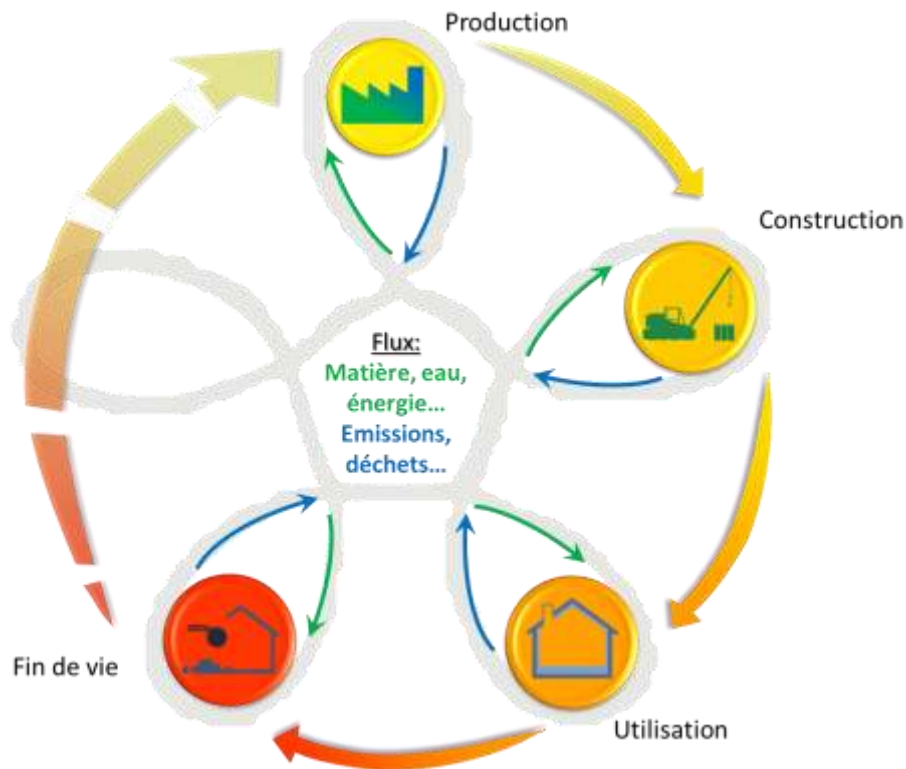 Production
Construction
Flux:
Matière, eau,
énergie...
Emissions,
déchets...
Fin de vie
Utilisation